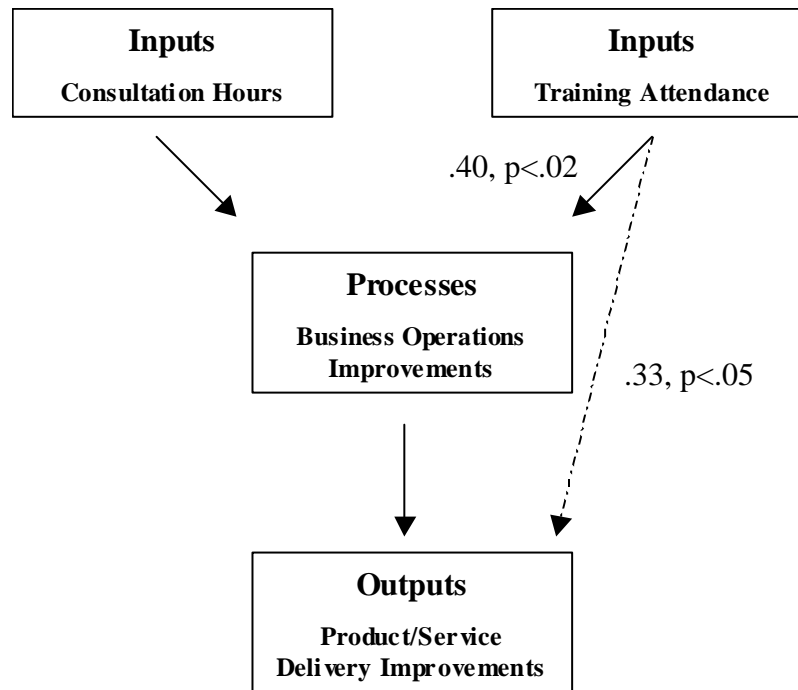 Inputs
Consultation Hours
Inputs
Training Attendance
.40, p<.02
Processes
Business Operations
Improvements
.33, p<.05
Outputs
Product/Service
Delivery Improvements